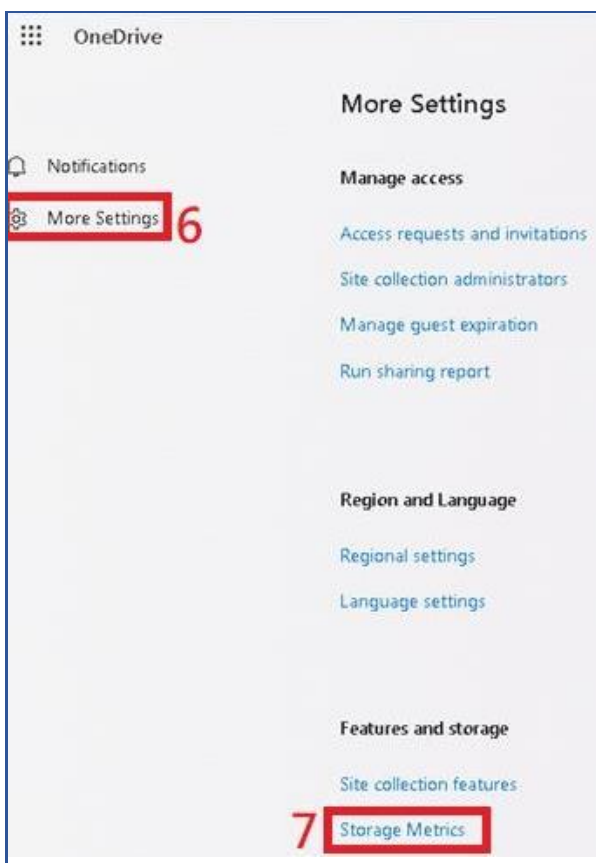 OneDrive
More Settings
Notifications
More Settings 6
Manage access
Access requests and invitations
Site collection administrators
Manage guest expiration
Run sharing report
Region and Language
Regional settings
Language settings
Features and storage
Site collection features
7 Storage Metrics